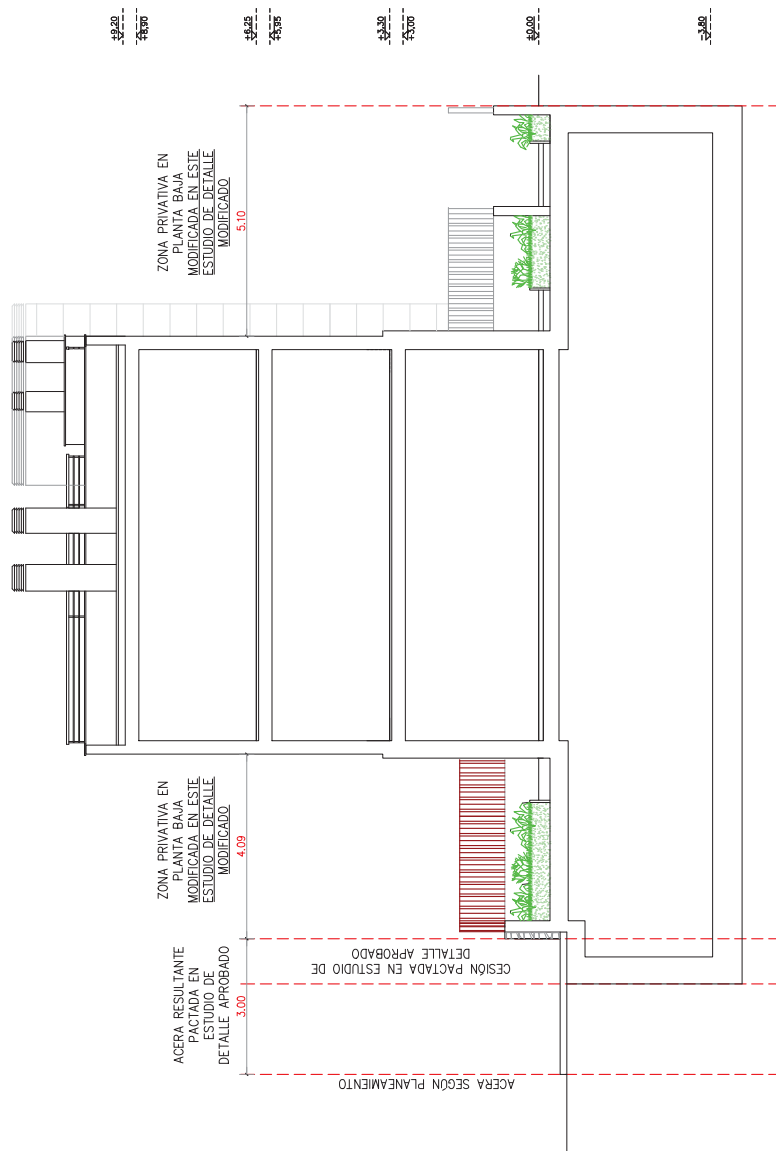 +9,20
+8,90
+6,25
+5,95
+3,30
+3,00
±0,00
-3,80
ZONA PRIVATIVA EN
PLANTA BAJA
MODIFICADA EN ESTE
ESTUDIO DE DETALLE
MODIFICADO
5.10
ZONA PRIVATIVA EN
PLANTA BAJA
MODIFICADA EN ESTE
ESTUDIO DE DETALLE
MODIFICADO
4.09
CESIÓN PACTADA EN ESTUDIO DE
DETALLE APROBADO
ACERA RESULTANTE
PACTADA EN
ESTUDIO DE
DETALLE APROBADO
3.00
ACERA SEGÚN PLANEAMIENTO